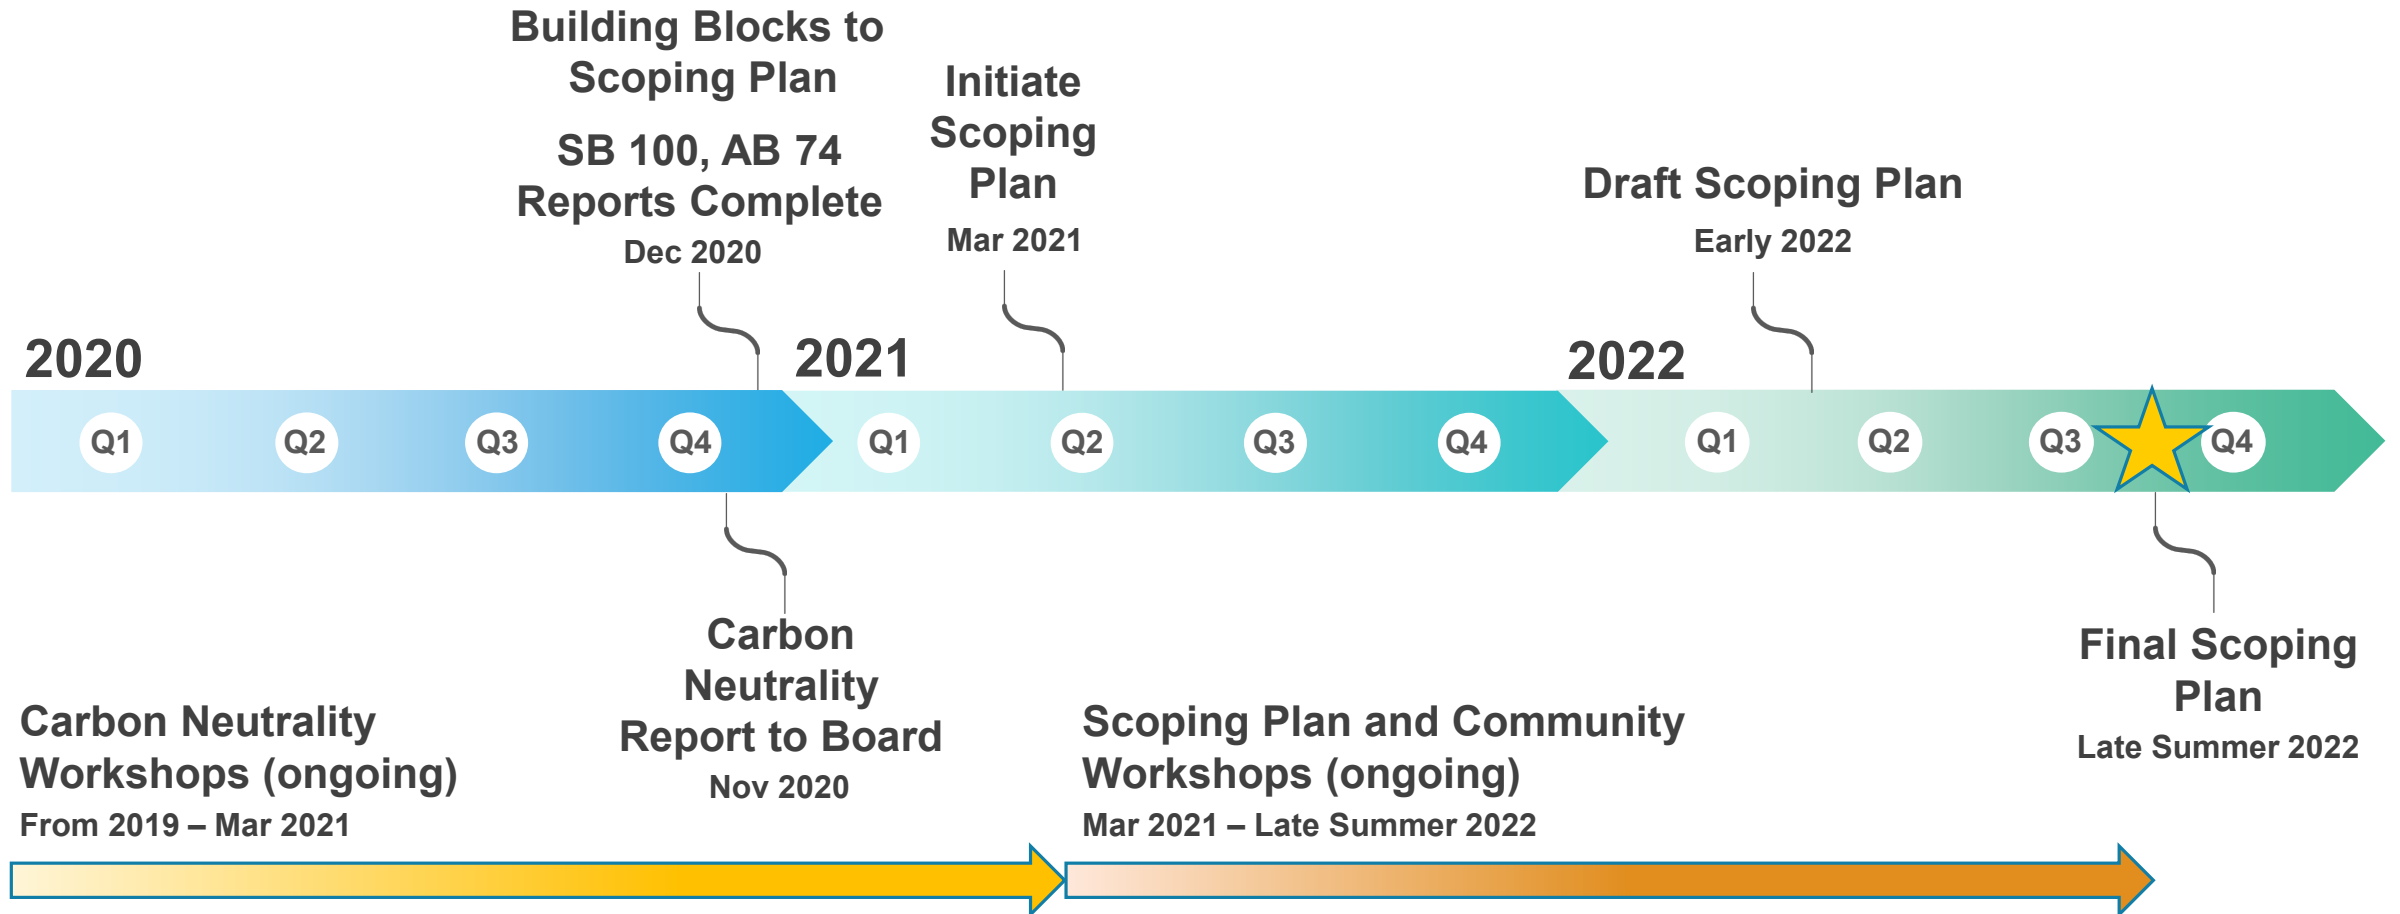 Building Blocks to
Scoping Plan
SB 100, AB 74
Reports Complete
Dec 2020
Initiate
Scoping
Plan
Mar 2021
Draft Scoping Plan
Early 2022
2020
2021
2022
Q1
Q2
Q3
Q4
Q1
Q2
Q3
Q4
Q1
Q2
Q3
Q4
Carbon
Neutrality
Report to Board
Nov 2020
Final Scoping
Plan
Late Summer 2022
Carbon Neutrality
Workshops (ongoing)
From 2019 – Mar 2021
Scoping Plan and Community
Workshops (ongoing)
Mar 2021 – Late Summer 2022